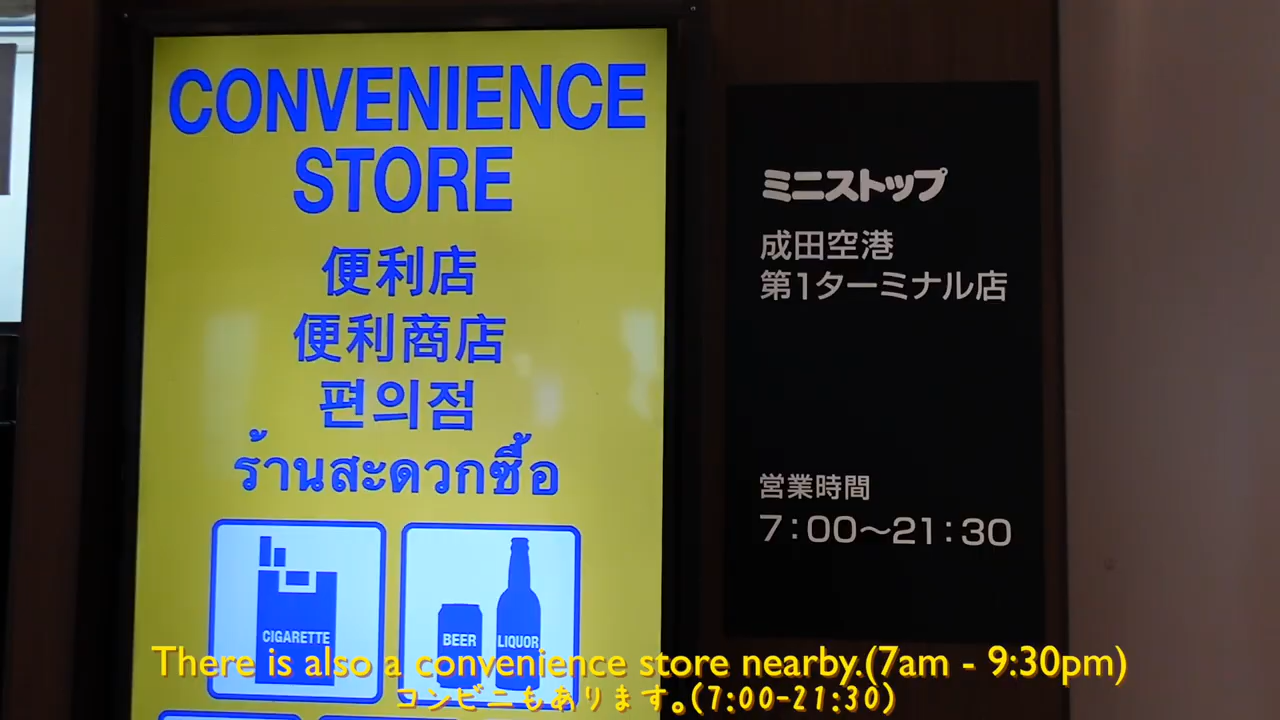 CONVENIENCE
STORE
便利店
便利商店
편의점
ร้านสะดวกซื้อ
CIGARETTE
BEER
LIQUOR
ミニストップ
成田空港
第1ターミナル店
営業時間
7:00〜21:30
There is also a convenience store nearby.(7am - 9:30pm)
コンビニもあります。(7:00-21:30)